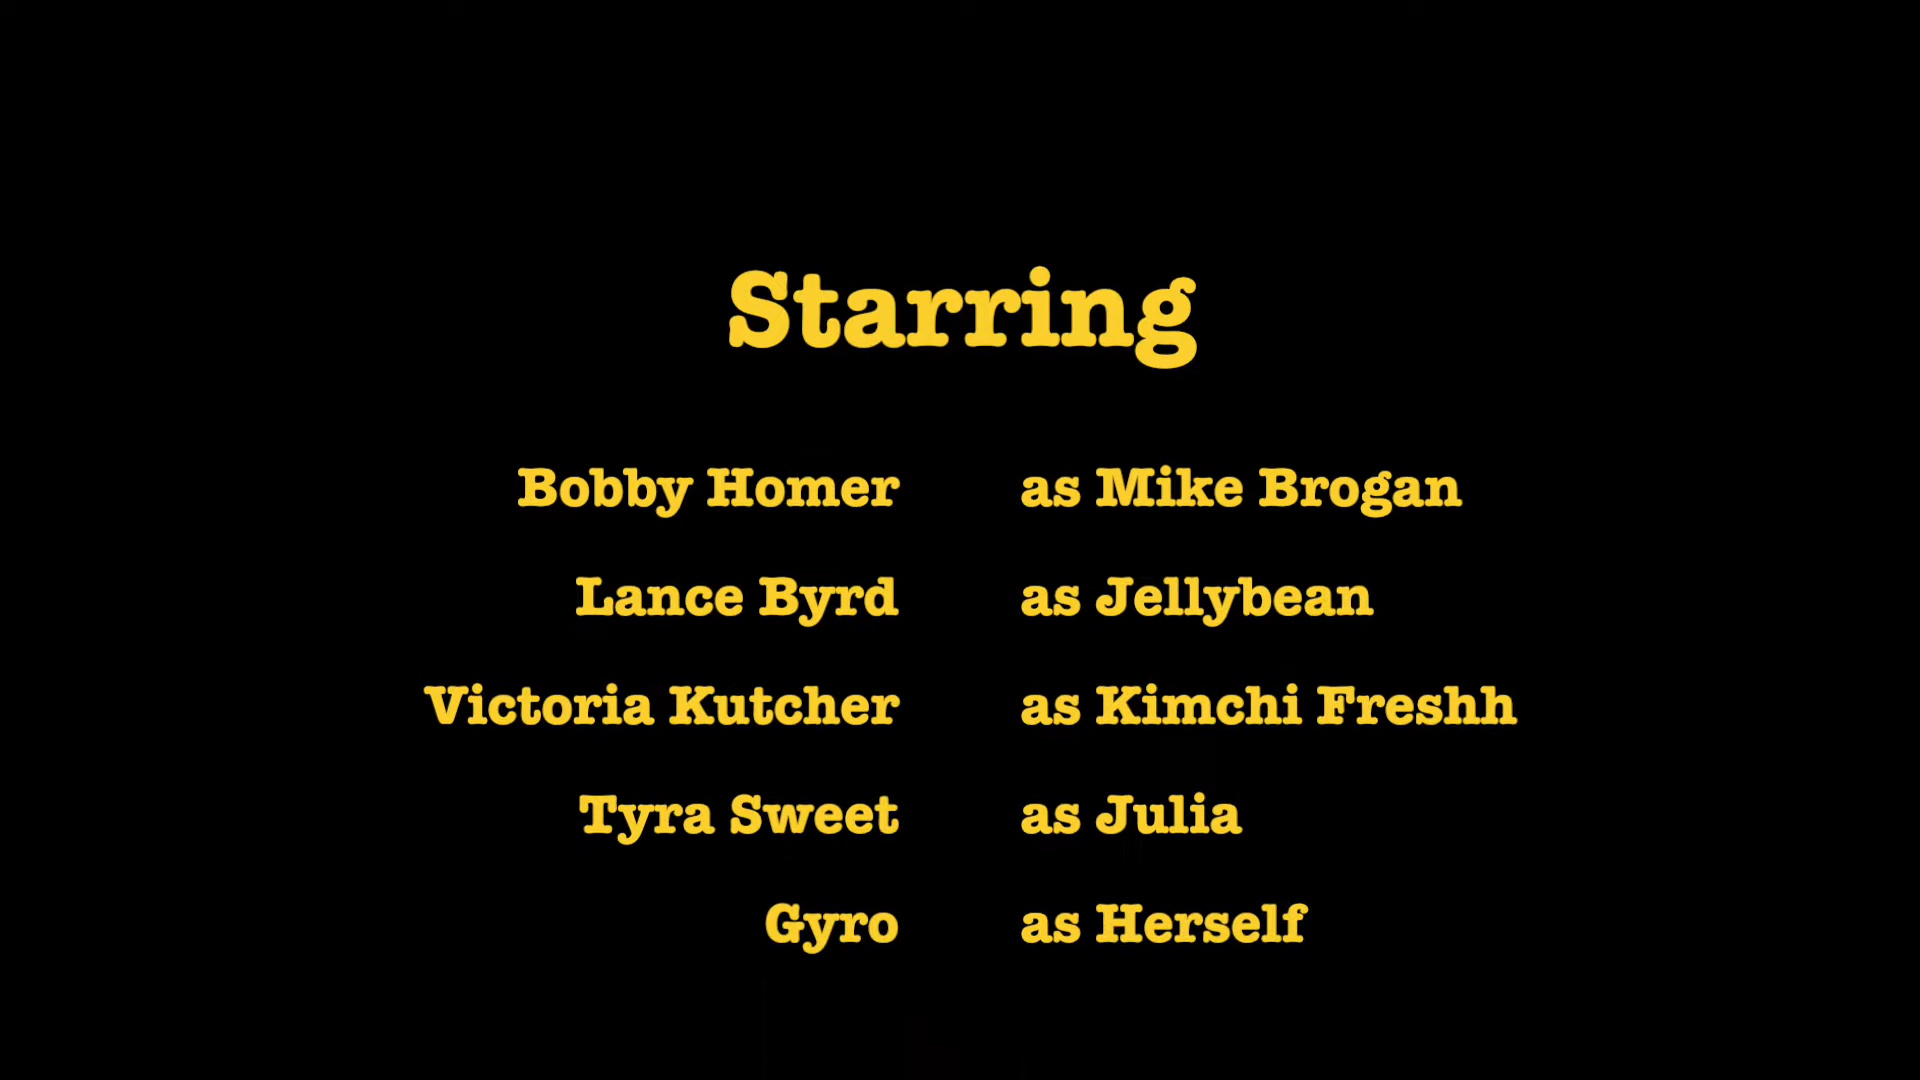 Starring
Bobby Homer as Mike Brogan
Lance Byrd as Jellybean
Victoria Kutcher as Kimchi Freshh
Tyra Sweet as Julia
Gyro as Herself